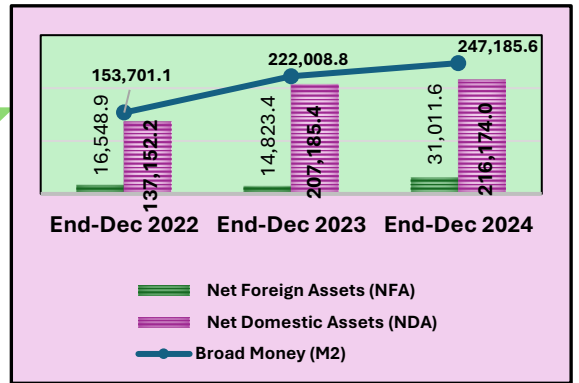 247,185.6
222,008.8
153,701.1
16,548.9
137,152.2
14,823.4
207,185.4
31,011.6
216,174.0
End-Dec 2022 End-Dec 2023 End-Dec 2024
Net Foreign Assets (NFA)
Net Domestic Assets (NDA)
Broad Money (M2)